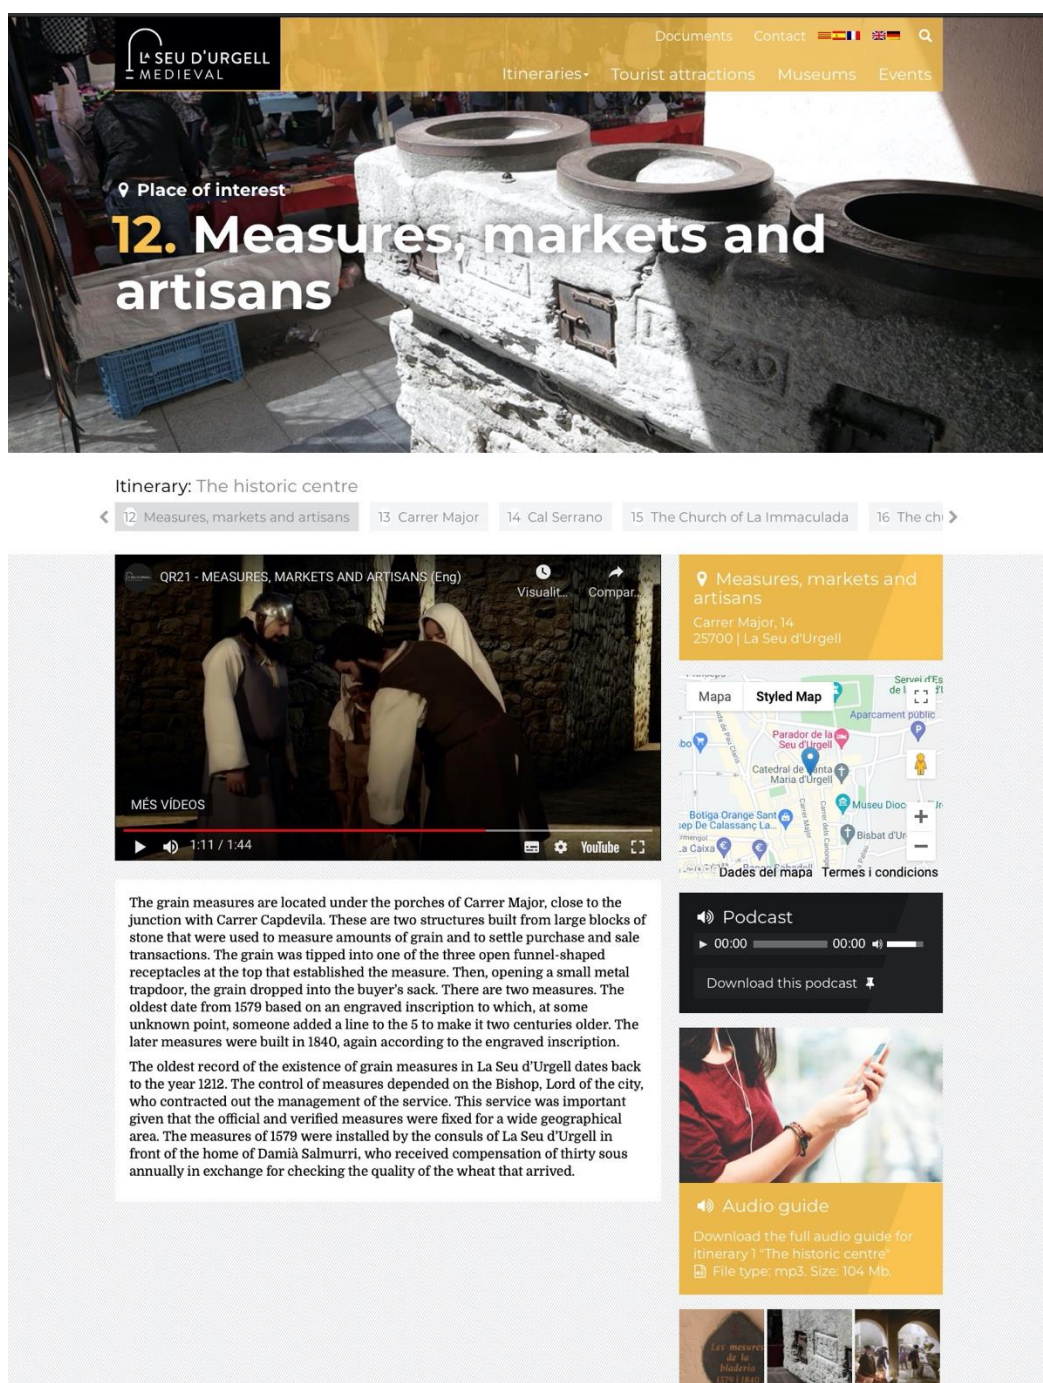 LA SEU D'URGELL
MEDIEVAL
Documents Contact
Itineraries Tourist attractions Museums Events
Place of interest
12. Measures, markets and
artisans
Itinerary: The historic centre
12 Measures, markets and artisans 13 Carrer Major 14 Cal Serrano 15 The Church of La Immaculada 16 The
QR21 - MEASURES, MARKETS AND ARTISANS (Eng)
Visualit... Compar...
MÉS VÍDEOS
1:11 / 1:44 YouTube
The grain measures are located under the porches of Carrer Major, close to the
junction with Carrer Capdevila. These are two structures built from large blocks of
stone that were used to measure amounts of grain and to settle purchase and sale
transactions. The grain was tipped into one of the three open funnel-shaped
receptacles at the top that established the measure. Then, opening a small metal
trapdoor, the grain dropped into the buyer's sack. There are two measures. The
oldest date from 1579 based on an engraved inscription to which, at some
unknown point, someone added a line to the 5 to make it two centuries older. The
later measures were built in 1840, again according to the engraved inscription.
The oldest record of the existence of grain measures in La Seu d'Urgell dates back
to the year 1212. The control of measures depended on the Bishop, Lord of the city,
who contracted out the management of the service. This service was important
given that the official and verified measures were fixed for a wide geographical
area. The measures of 1579 were installed by the consuls of La Seu d'Urgell in
front of the home of Damià Salmurri, who received compensation of thirty sous
annually in exchange for checking the quality of the wheat that arrived.
Measures, markets and
artisans
Carrer Major, 14
25700 | La Seu d'Urgell
Mapa Styled Map
Servei d'Es
Aparcament públic
Parador de la
Seu d'Urgell
Catedral de Santa
Maria d'Urgell
Carrer Major
Carrer dels Canonges
Museu Dioc
Botiga Orange Sant
ep De Calassanç La...
Bisbat d'Ur
a Caixa
Banc Sabadell
Dades del mapa Termes i condicions
Podcast
00:00 00:00
Download this podcast
Audio guide
Download the full audio guide for
itinerary 1 "The historic centre"
File type: mp3. Size: 104 Mb.
Les mesures
de la
bladeria
1579 i 1840